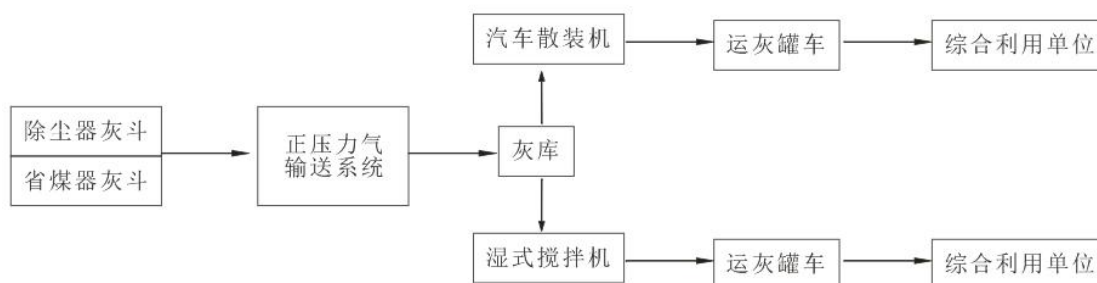 汽车散装机
运灰罐车
综合利用单位
除尘器灰斗
省煤器灰斗
正压力气
输送系统
灰库
湿式搅拌机
运灰罐车
综合利用单位